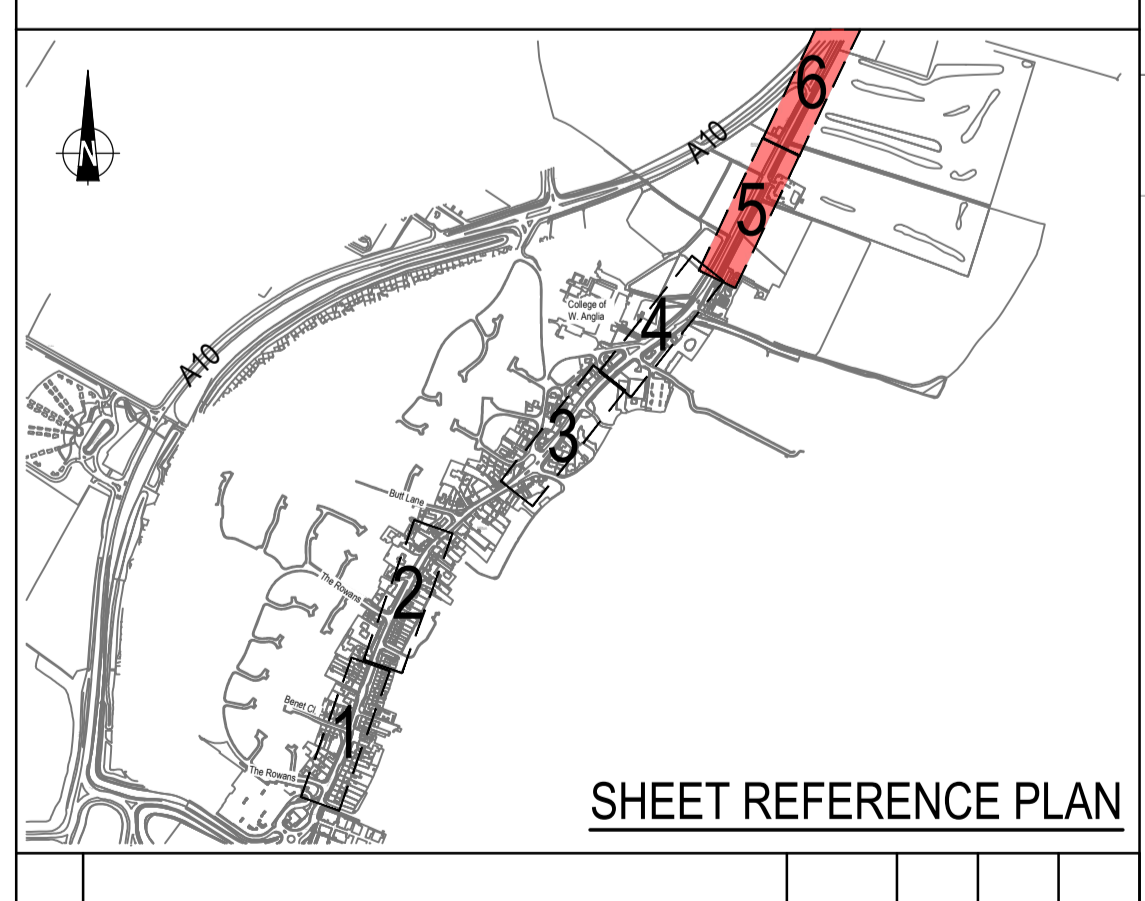 N
6
A10
5
College of
W. Anglia
4
A10
3
Butt Lane
2
The Rowans
Benet Cl.
1
The Rowans
SHEET REFERENCE PLAN